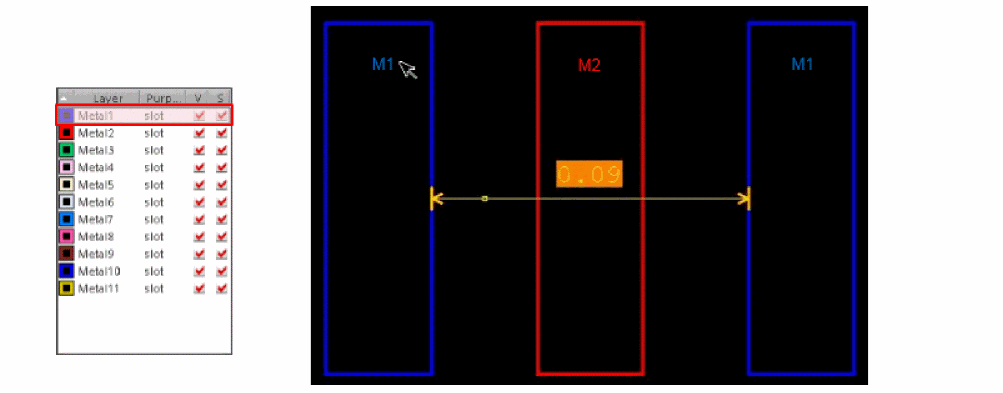 M1 M2 M1
Layer Purp... V S
Metal1 slot
Metal2 slot
Metal3 slot
Metal4 slot
Metal5 slot
Metal6 slot
Metal7 slot
Metal8 slot
Metal9 slot
Metal10 slot
Metal11 slot
0.09